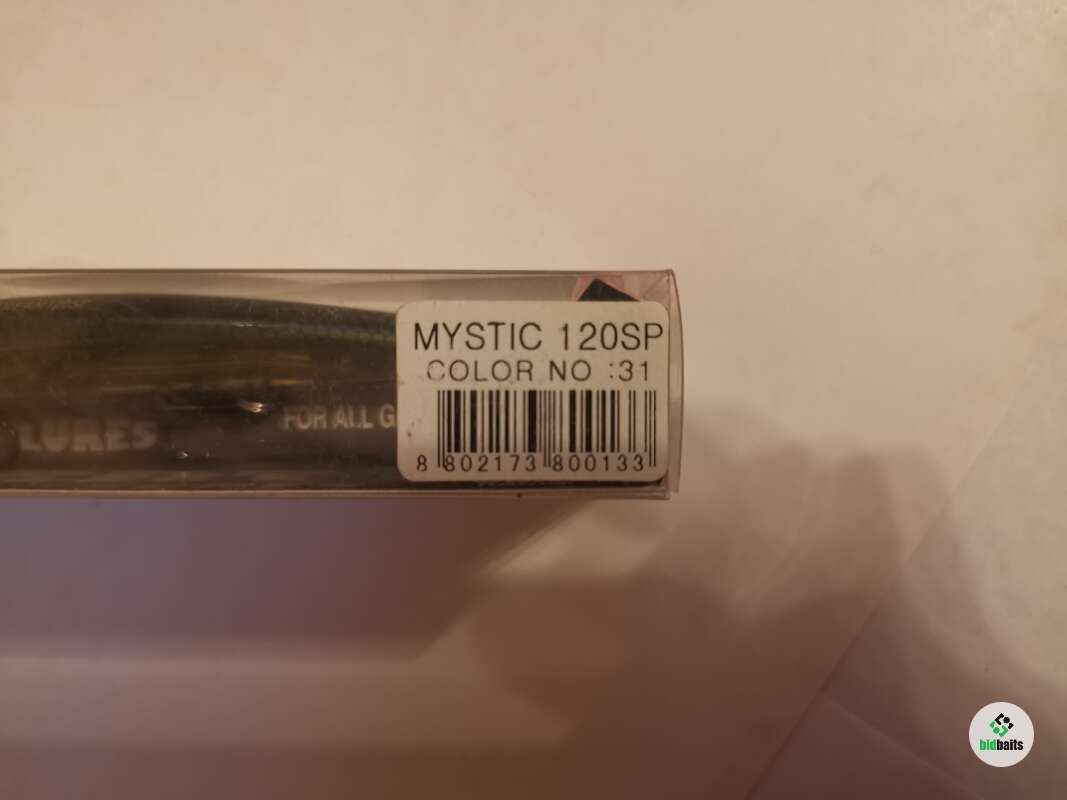 MYSTIC 120SP
COLOR NO :31
8 802173 800133
LURES
FOR ALL G
bidbaits